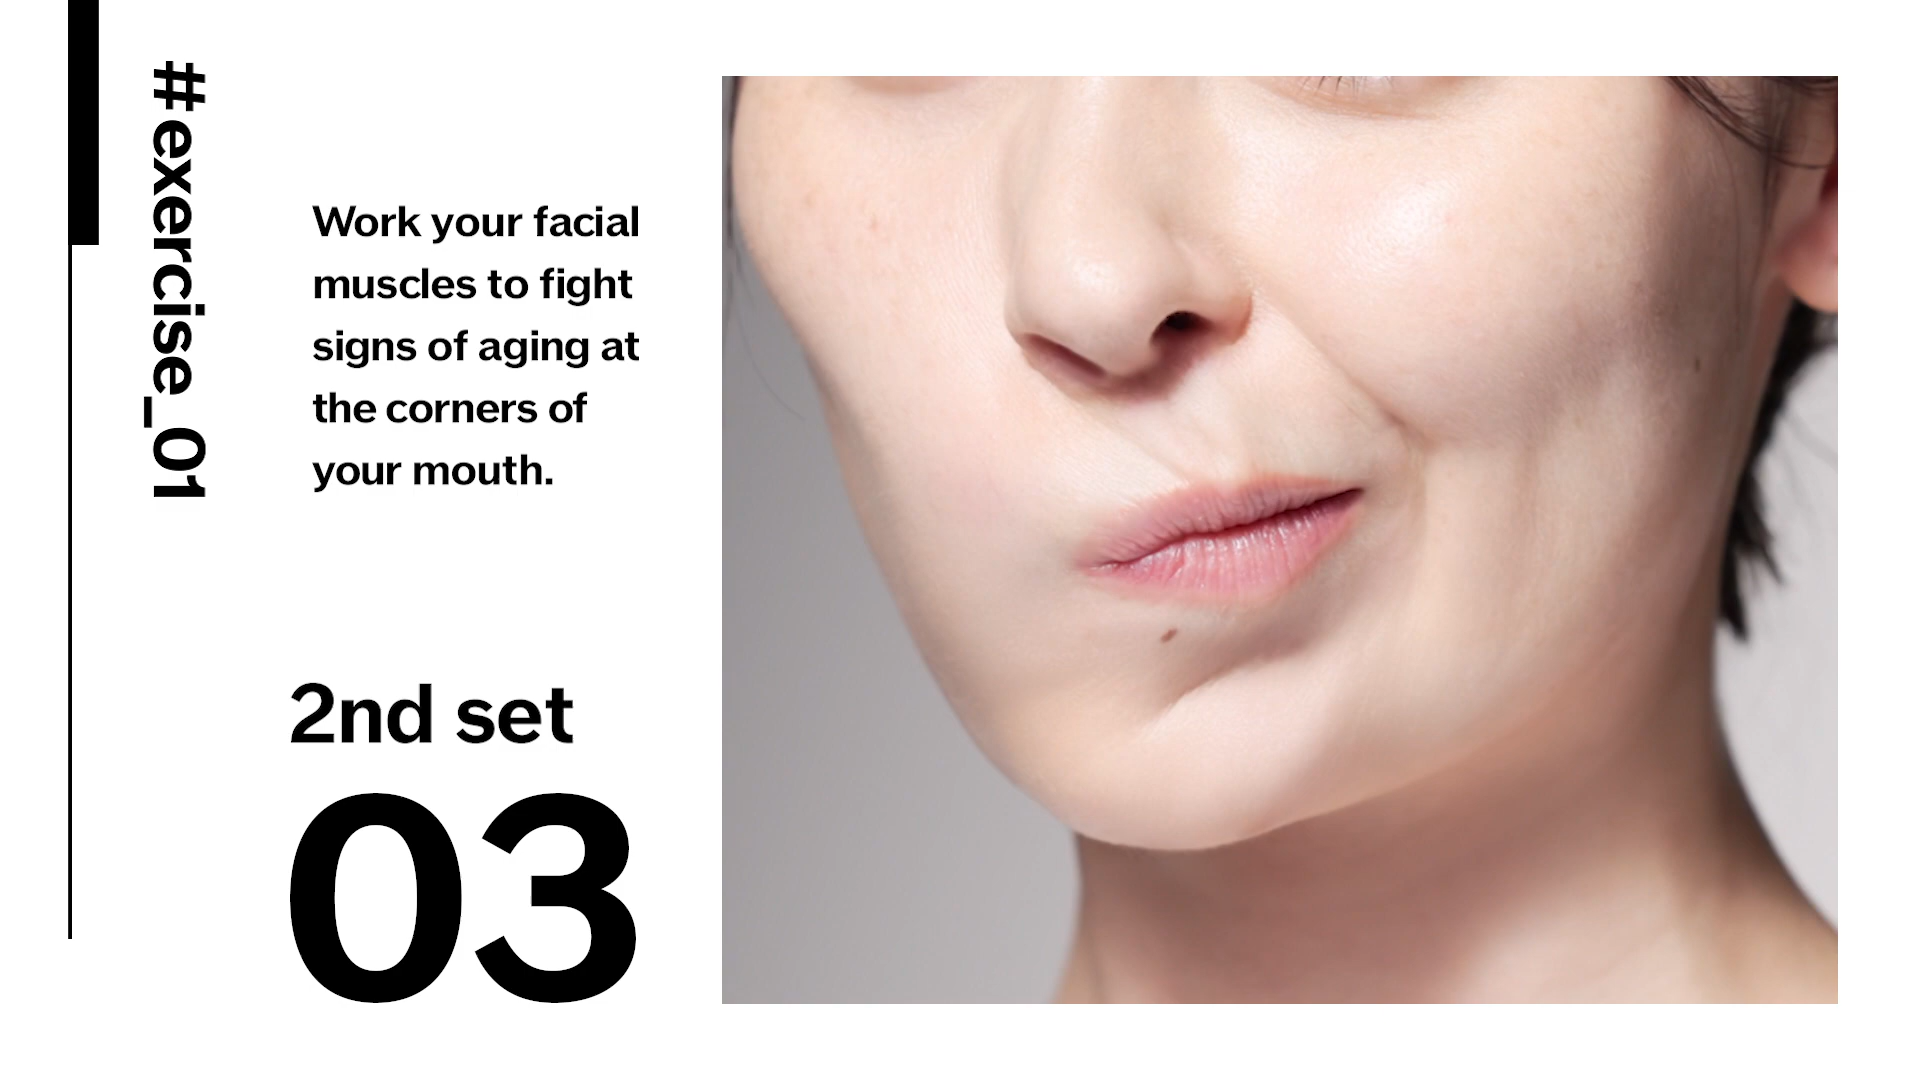 #exercise_01
Work your facial
muscles to fight
signs of aging at
the corners of
your mouth.
2nd set
03